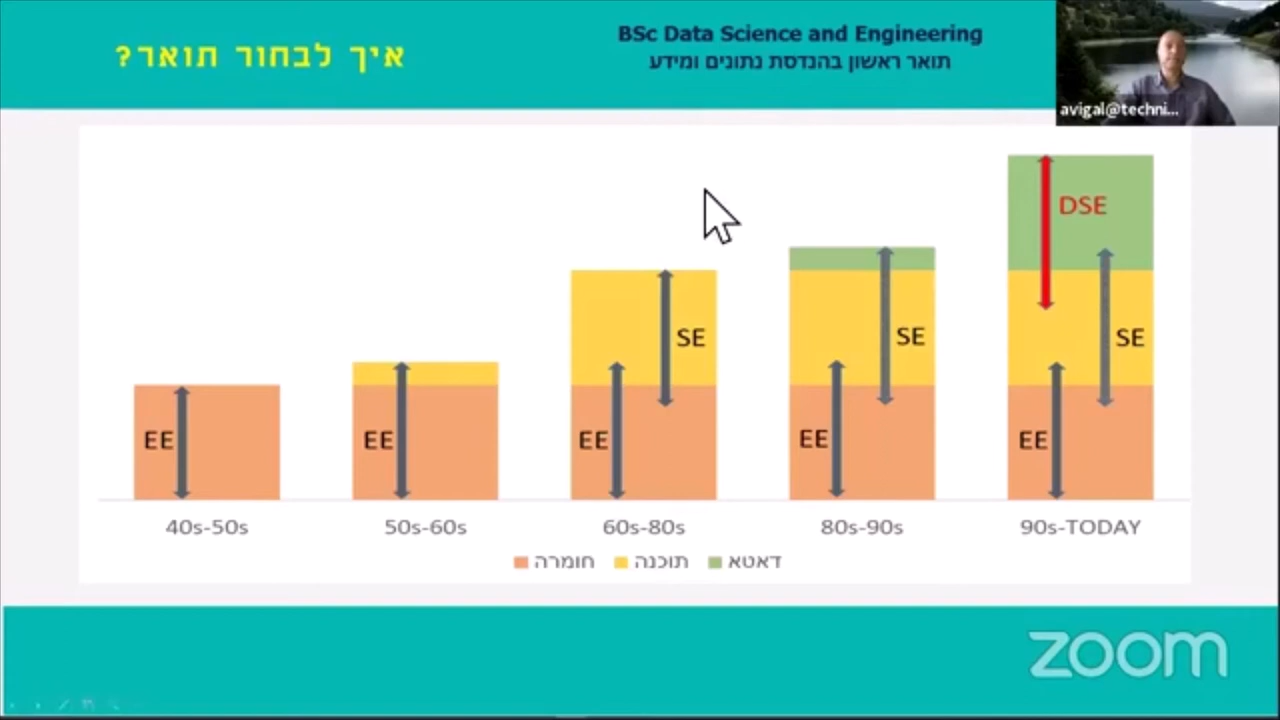 איך לבחור תואר?
BSc Data Science and Engineering
תואר ראשון בהנדסת נתונים ומידע
avigal@techni...
DSE
SE
SE
SE
EE
EE
EE
EE
EE
40s-50s
50s-60s
60s-80s
80s-90s
90s-TODAY
חומרה
תוכנה
דאטא
zoom